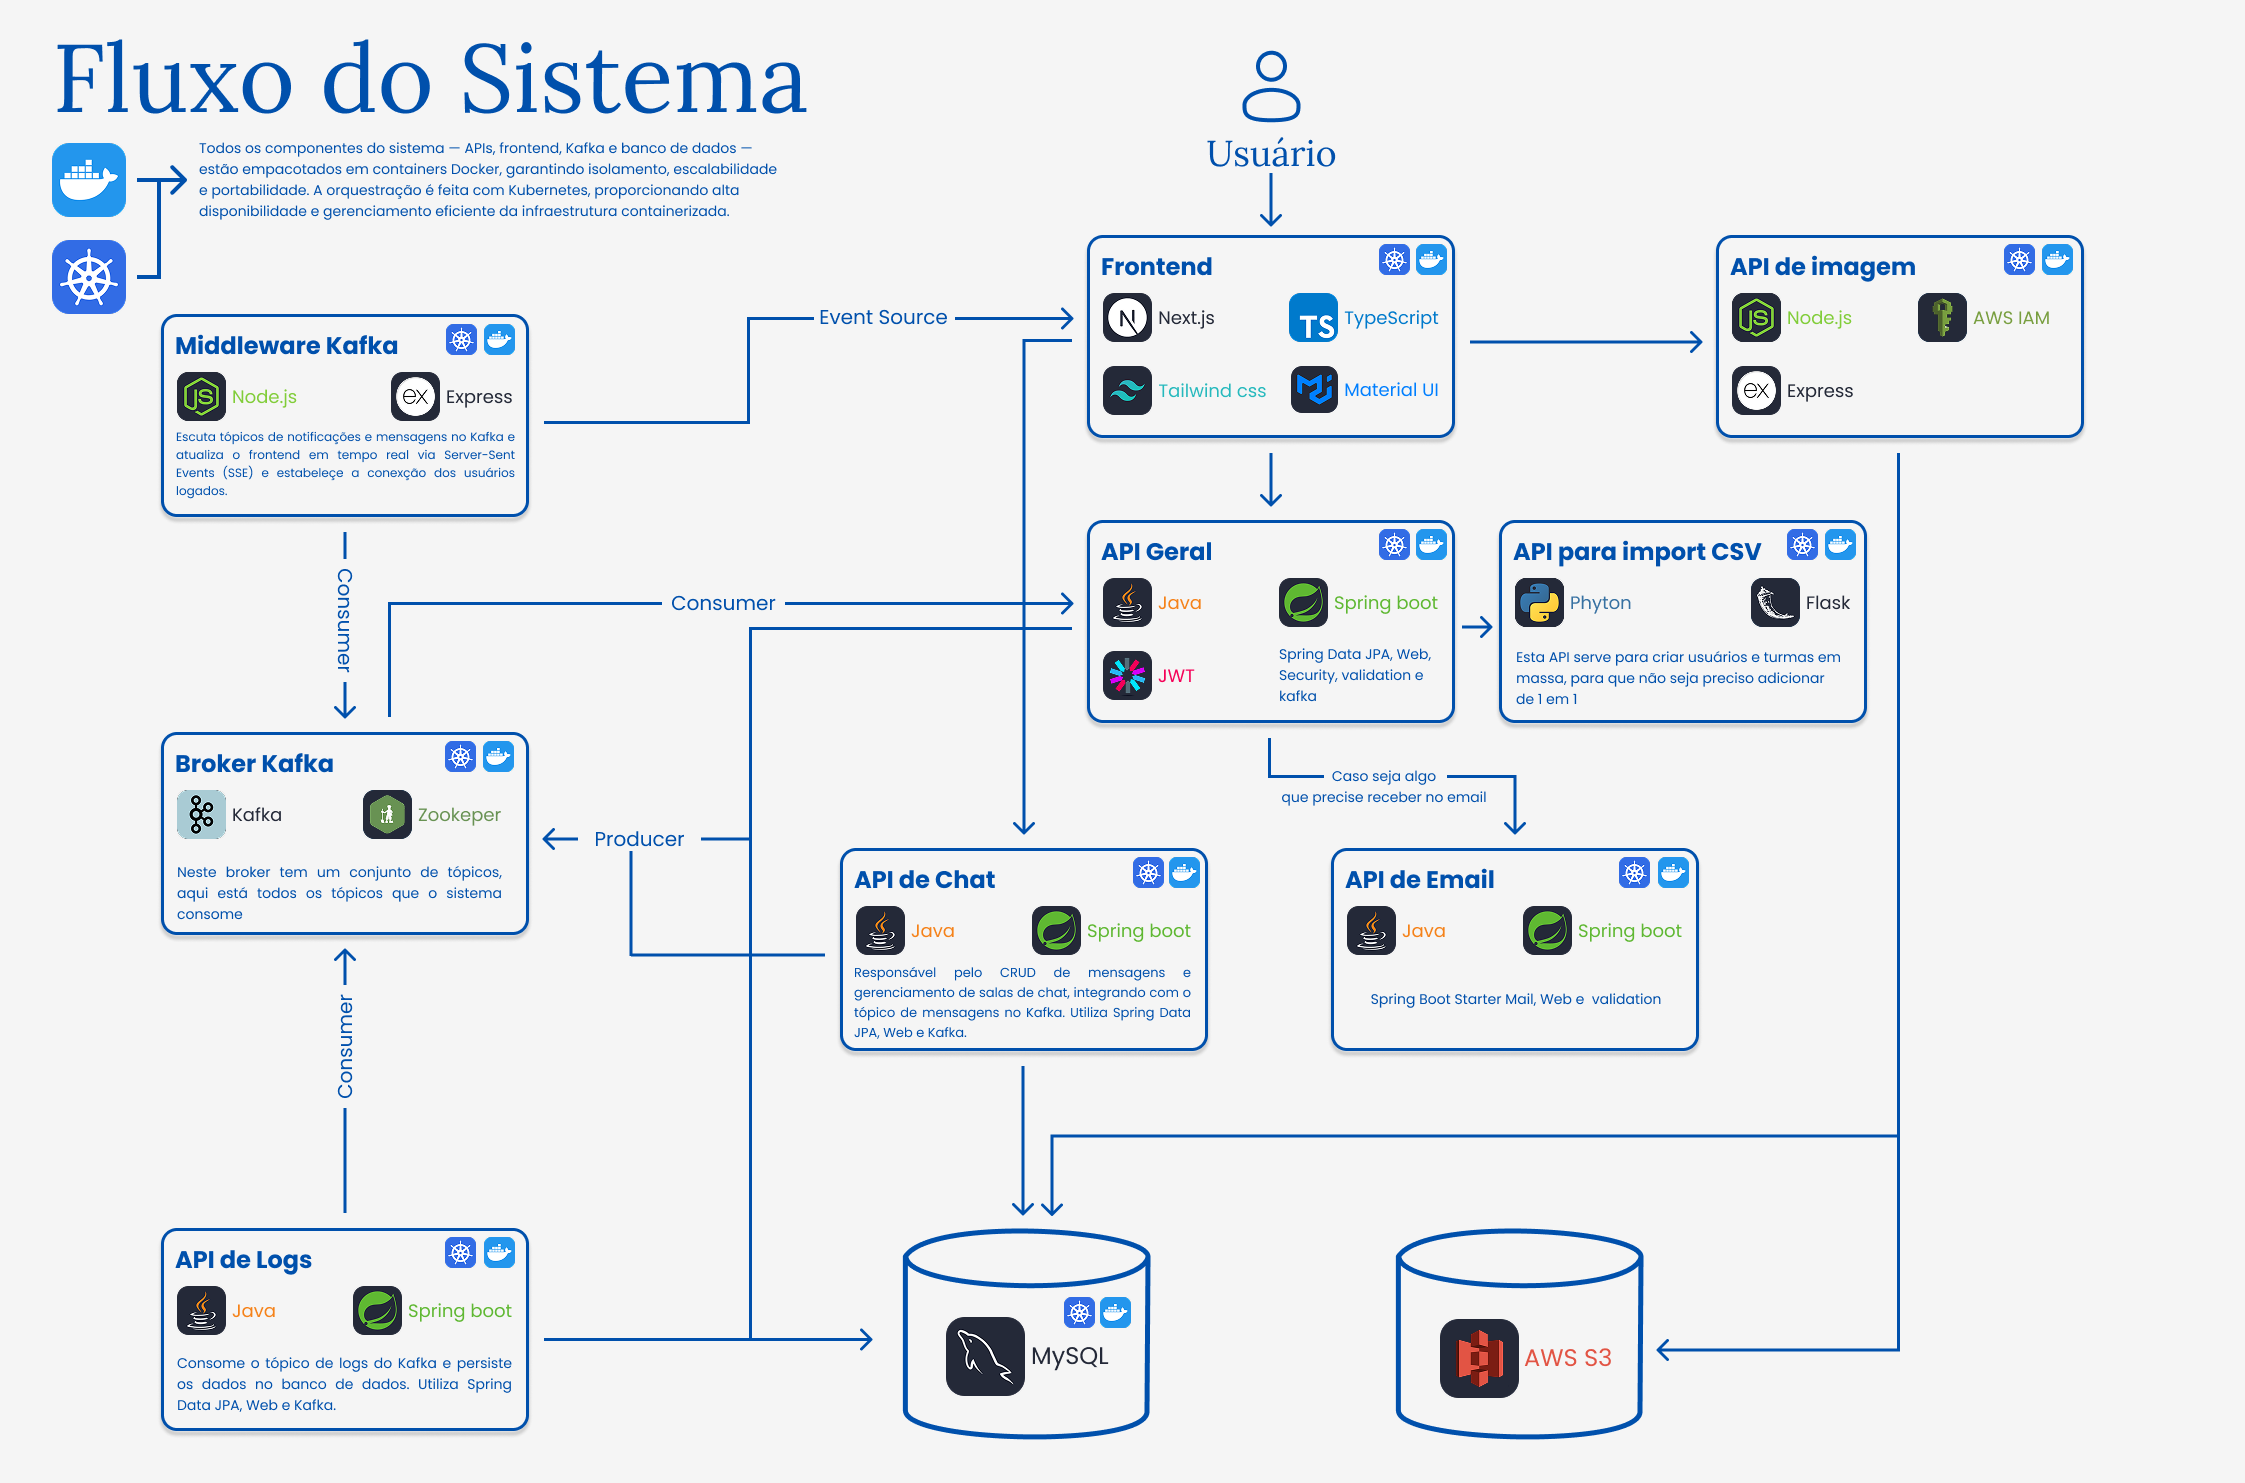 Fluxo do Sistema
Todos os componentes do sistema — APIs, frontend, Kafka e banco de dados —
estão empacotados em containers Docker, garantindo isolamento, escalabilidade
e portabilidade. A orquestração é feita com Kubernetes, proporcionando alta
disponibilidade e gerenciamento eficiente da infraestrutura containerizada.
Usuário
Frontend
Next.js
TS
TypeScript
Tailwind css
Material UI
API de imagem
JS
Node.js
AWS IAM
ex
Express
Event Source
Middleware Kafka
JS
Node.js
ex
Express
Escuta tópicos de notificações e mensagens no Kafka e
atualiza o frontend em tempo real via Server-Sent
Events (SSE) e estabeleçe a conexção dos usuários
logados.
Consumer
Consumer
API Geral
Java
Spring boot
JWT
Spring Data JPA, Web,
Security, validation e
kafka
API para import CSV
Phyton
Flask
Esta API serve para criar usuários e turmas em
massa, para que não seja preciso adicionar
de 1 em 1
Caso seja algo
que precise receber no email
Broker Kafka
Kafka
Zookeper
Neste broker tem um conjunto de tópicos,
aqui está todos os tópicos que o sistema
consome
Producer
API de Chat
Java
Spring boot
Responsável pelo CRUD de mensagens e
gerenciamento de salas de chat, integrando com o
tópico de mensagens no Kafka. Utiliza Spring Data
JPA, Web e Kafka.
API de Email
Java
Spring boot
Spring Boot Starter Mail, Web e validation
Consumer
API de Logs
Java
Spring boot
Consome o tópico de logs do Kafka e persiste
os dados no banco de dados. Utiliza Spring
Data JPA, Web e Kafka.
MySQL
AWS S3